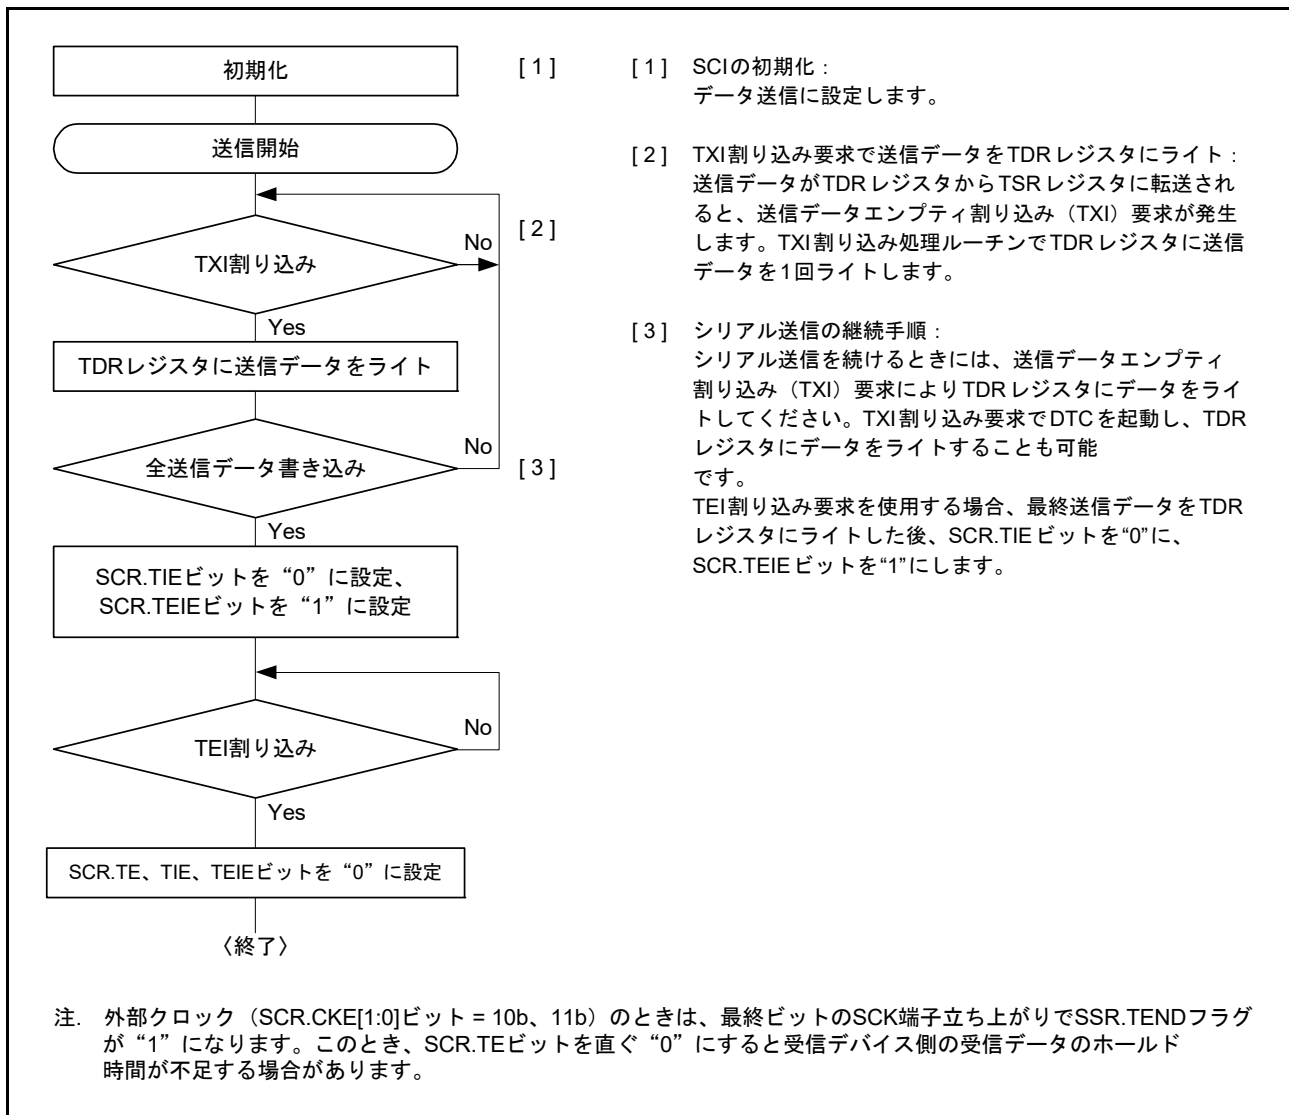 初期化
[ 1 ]
送信開始
[ 2 ]
TXI割り込み
No
Yes
TDRレジスタに送信データをライト
全送信データ書き込み
No
[ 3 ]
Yes
SCR.TIEビットを“0”に設定、
SCR.TEIEビットを“1”に設定
TEI割り込み
No
Yes
SCR.TE、TIE、TEIEビットを“0”に設定
〈終了〉
[ 1 ] SCIの初期化：
データ送信に設定します。
[ 2 ] TXI割り込み要求で送信データをTDRレジスタにライト：
送信データがTDRレジスタからTSRレジスタに転送され
ると、送信データエンプティ割り込み（TXI）要求が発生
します。TXI割り込み処理ルーチンでTDRレジスタに送信
データを1回ライトします。
[ 3 ] シリアル送信の継続手順：
シリアル送信を続けるときには、送信データエンプティ
割り込み（TXI）要求によりTDRレジスタにデータをライ
トしてください。TXI割り込み要求でDTCを起動し、TDR
レジスタにデータをライトすることも可能
です。
TEI割り込み要求を使用する場合、最終送信データをTDR
レジスタにライトした後、SCR.TIEビットを“0”に、
SCR.TEIEビットを“1”にします。
注. 外部クロック（SCR.CKE[1:0]ビット = 10b、11b）のときは、最終ビットのSCK端子立ち上がりでSSR.TENDフラグ
が“1”になります。このとき、SCR.TEビットを直ぐ“0”にすると受信デバイス側の受信データのホールド
時間が不足する場合があります。